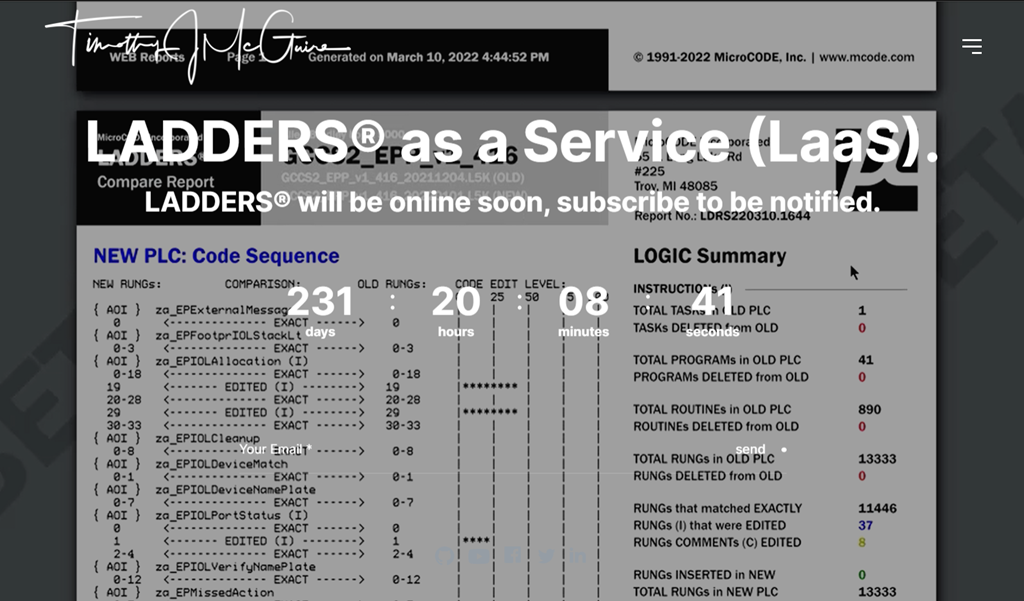 Timothy J McGuire
WEB Reports Page 1 Generated on March 10, 2022 4:44:52 PM
© 1991-2022 MicroCODE, Inc. | www.mcode.com
LADDERS® as a Service (LaaS).
MicroCODE Incorporated
LADDERS®
Compare Report
GCCS2_EPP_v1_416
GCCS2_EPP_v1_416_20211204.L5K (OLD)
#225
Troy, MI 48085
LADDERS® will be online soon, subscribe to be notified.
Report No.: LDRS220310.1644
NEW PLC: Code Sequence
NEW RUNGs: COMPARISON: OLD RUNGs: CODE EDIT LEVEL:
25 50
231 : 20 : 08 : 41
days hours minutes seconds
{ AOI } za_EPExternalMessag
0 <------- EXACT ------> 0
{ AOI } za_EPFootprIOLStackLt
0-3 <------------- EXACT ------> 0-3
{ AOI } za_EPIOLAllocation (I)
0-18 <------------- EXACT ------> 0-18
19 <------- EDITED (I) ------> 19 ********
20-28 <------------- EXACT ------> 20-28
29 <------- EDITED (I) ------> 29 ********
30-33 <------------- EXACT ------> 30-33
{ AOI } za_EPIOLCleanup
0-8 <------------- EXACT ------> 0-8
{ AOI } za_EPIOLDeviceMatch
0-1 <------------- EXACT ------> 0-1
{ AOI } za_EPIOLDeviceNamePlate
0-7 <------------- EXACT ------> 0-7
{ AOI } za_EPIOLPortStatus (I)
0 <------------- EXACT ------> 0
1 <------- EDITED (I) ------> 1 ****
2-4 <------------- EXACT ------> 2-4
{ AOI } za_EPIOLVerifyNamePlate
0-12 <------------- EXACT ------> 0-12
{ AOI } za_EPMissedAction
Your Email *
send
LOGIC Summary
INSTRUCTIONs (I)
TOTAL TASKs in OLD PLC 1
TASKs DELETED from OLD 0
TOTAL PROGRAMs in OLD PLC 41
PROGRAMs DELETED from OLD 0
TOTAL ROUTINEs in OLD PLC 890
ROUTINEs DELETED from OLD 0
TOTAL RUNGs in OLD PLC 13333
RUNGs DELETED from OLD 0
RUNGs that matched EXACTLY 11446
RUNGs (I) that were EDITED 37
RUNGs COMMENTs (C) EDITED 8
RUNGs INSERTED in NEW 0
TOTAL RUNGs in NEW PLC 13333